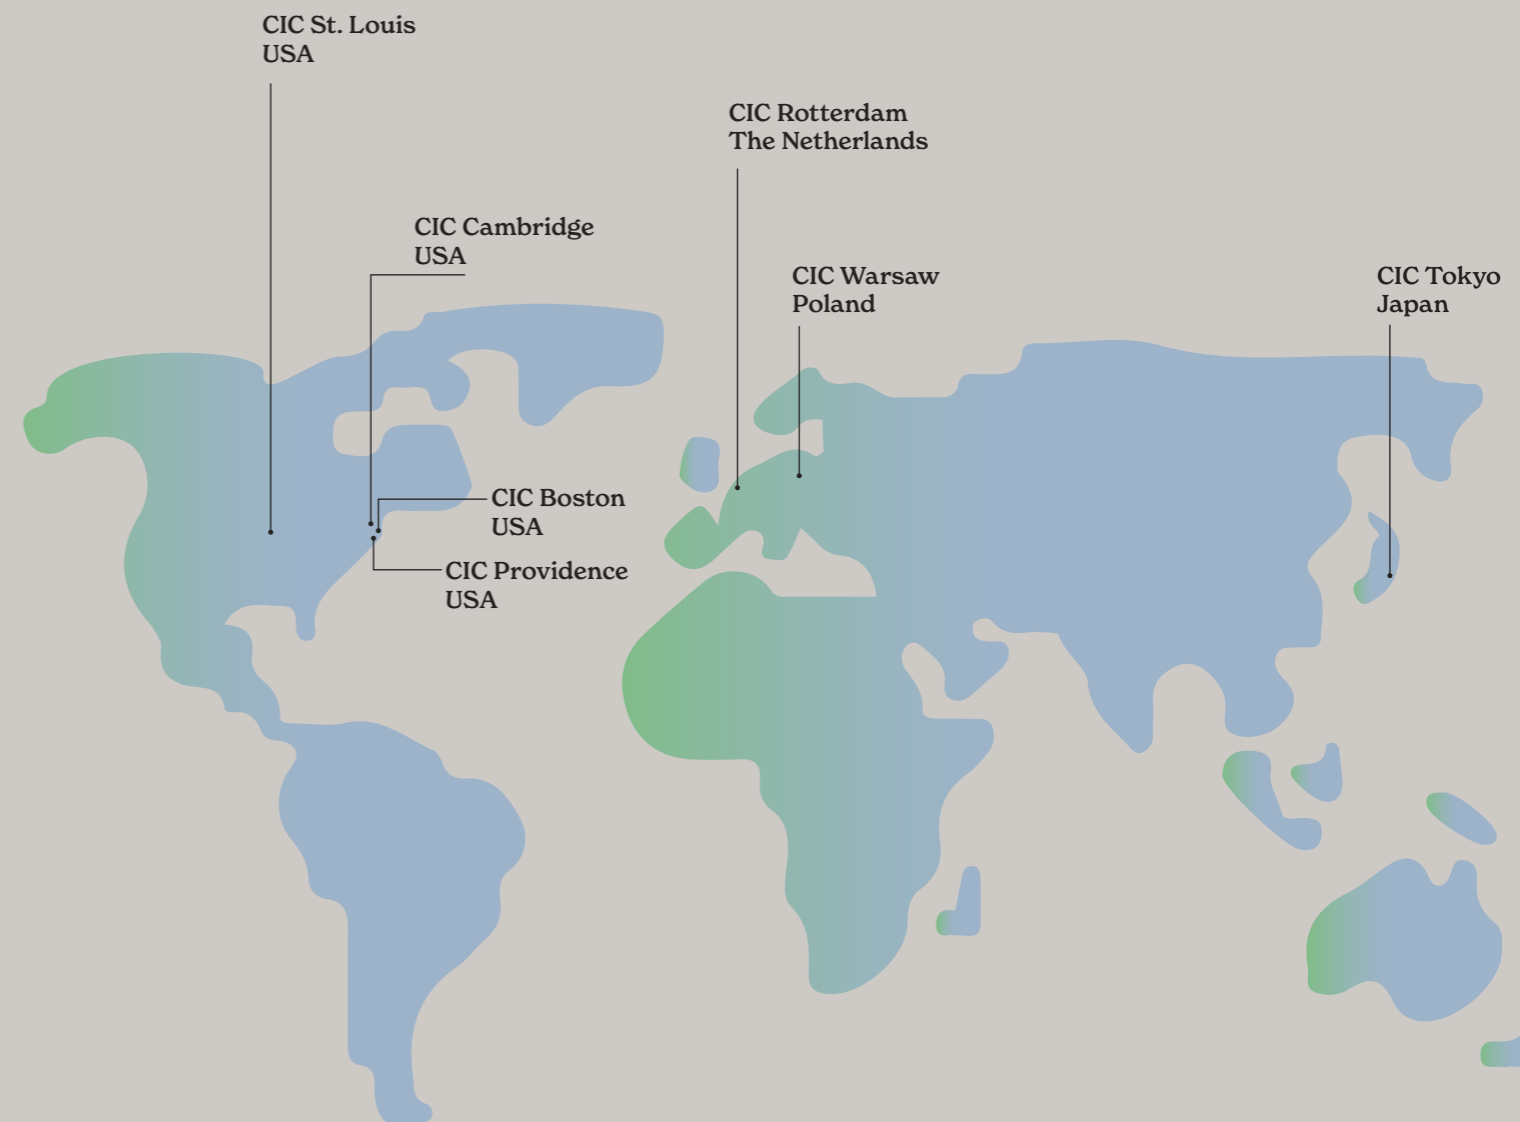 CIC St. Louis
USA
CIC Rotterdam
The Netherlands
CIC Cambridge
USA
CIC Warsaw
Poland
CIC Tokyo
Japan
CIC Boston
USA
CIC Providence
USA